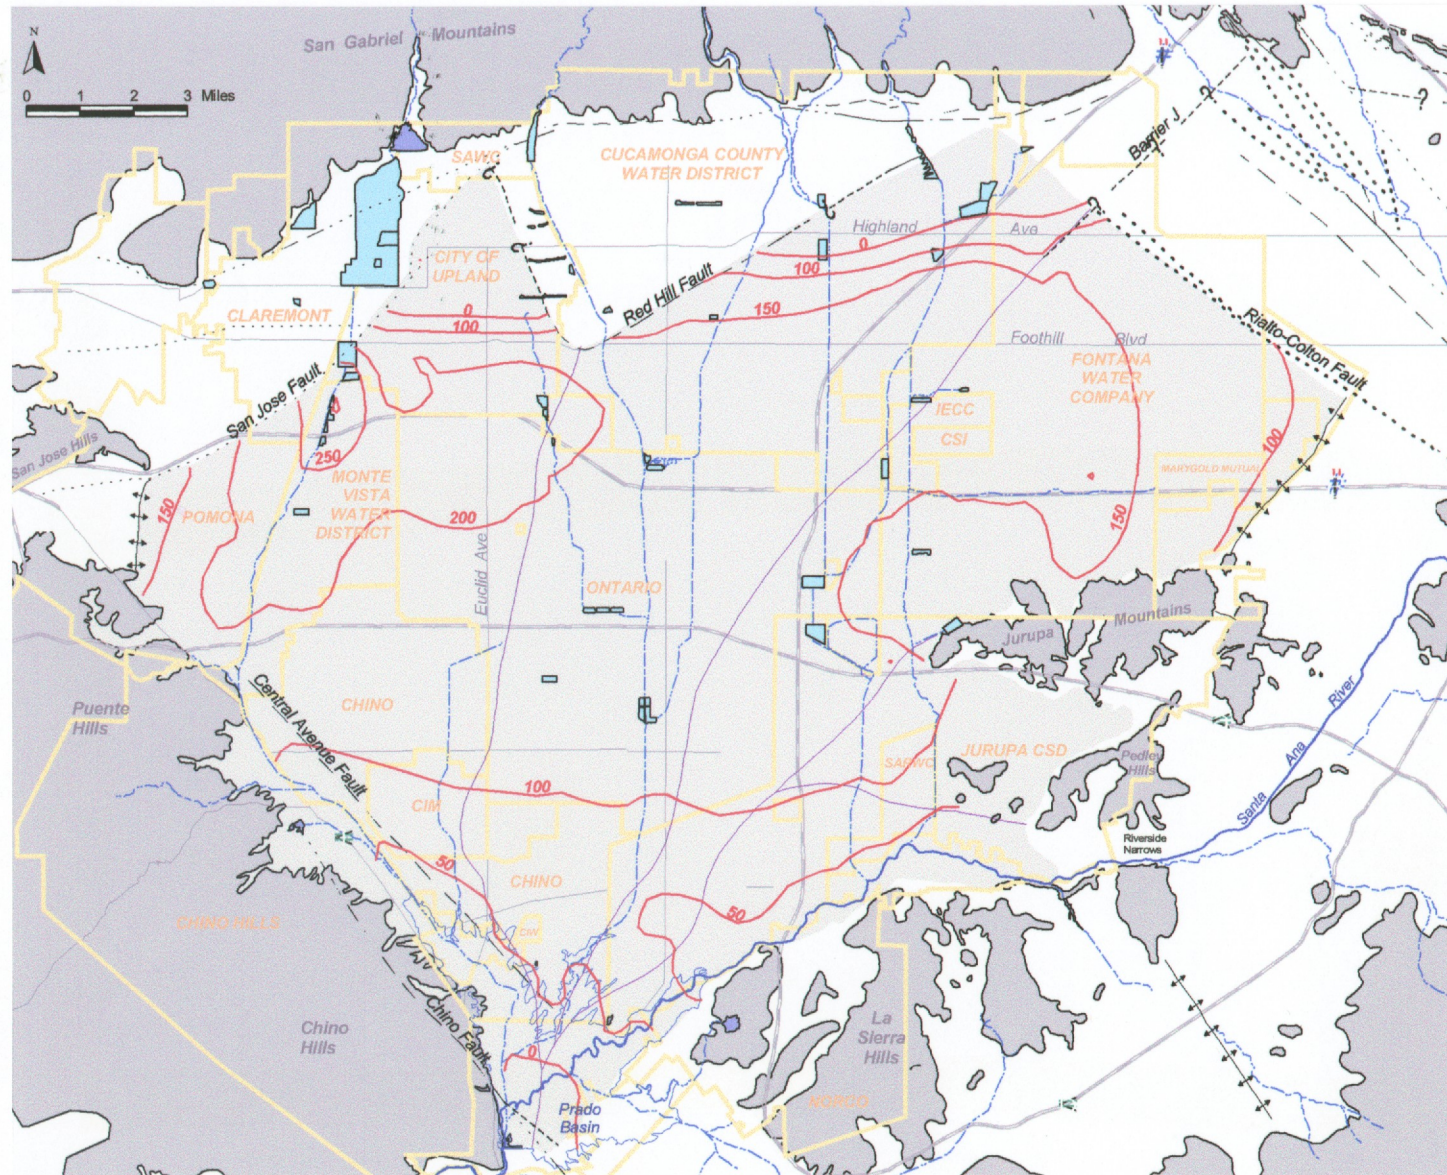 San Gabriel Mountains
N
0 1 2 3 Miles
SAWC
CUCAMONGA COUNTY
WATER DISTRICT
Barrier J
?
?
?
?
?
Highland Ave
0
CITY OF
UPLAND
100
Red Hill Fault
CLAREMONT
0
100
150
Rialto-Colton Fault
Foothill Blvd
FONTANA
WATER
COMPANY
San Jose Fault
0
IECC
CSI
100
San Jose Hills
250
MARYGOLD MUTUAL
MONTE
VISTA
WATER
DISTRICT
150
POMONA
200
150
Euclid Ave
ONTARIO
Jurupa Mountains
Central Avenue Fault
Puente
Hills
CHINO
Santa Ana River
JURUPA CSD
Pedley
Hills
100
CIM
Riverside
Narrows
50
CHINO
50
CHINO HILLS
CIW
Chino Fault
Chino
Hills
La
Sierra
Hills
0
NORCO
Prado
Basin